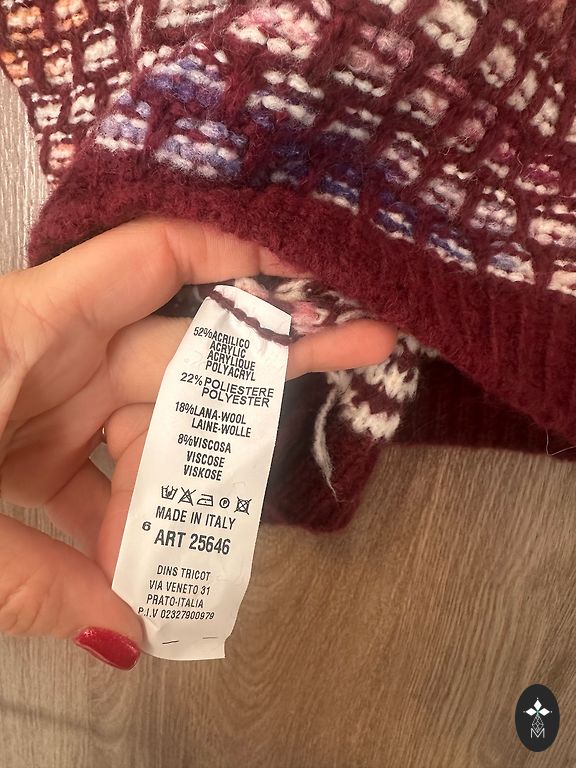 52%ACRILICO
ACRYLIC
ACRYLIQUE
POLYACRYL
22%POLIESTERE
POLYESTER
18%LANA-WOOL
LAINE-WOLLE
8%VISCOSA
VISCOSE
VISKOSE
MADE IN ITALY
6 ART 25646
DINS TRICOT
VIA VENETO 31
PRATO-ITALIA
P.I.V 02327900979
M